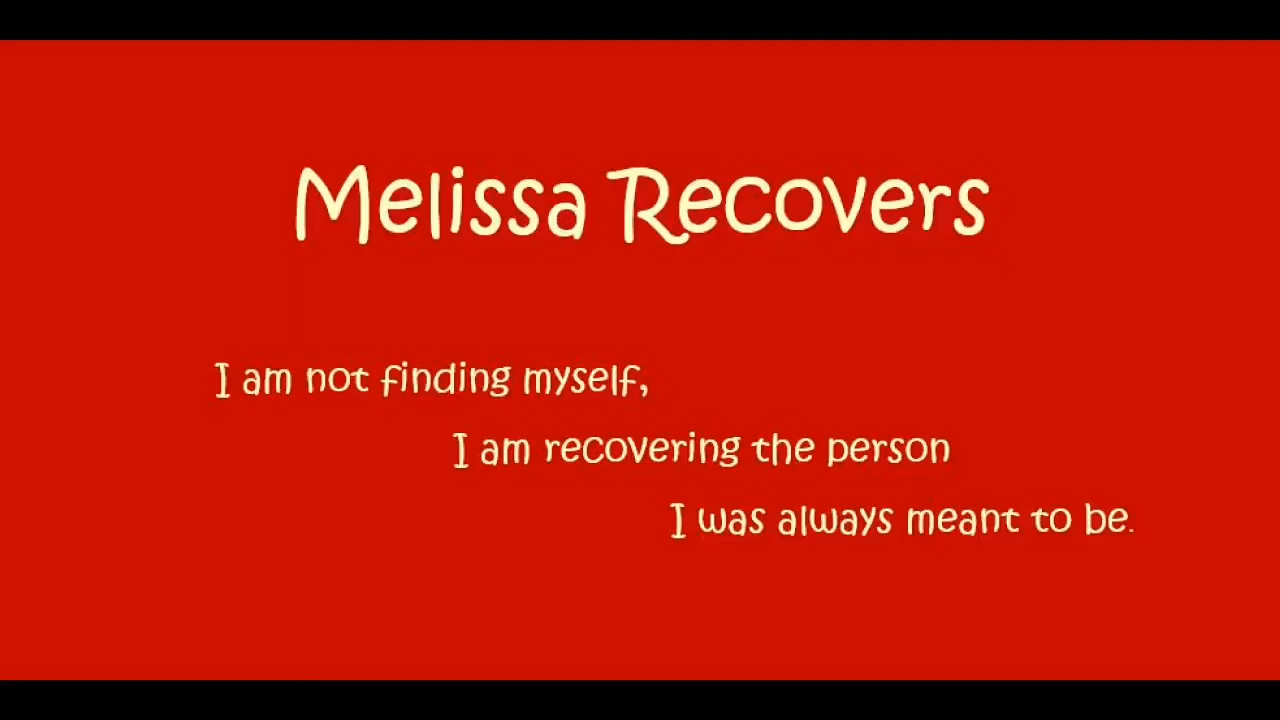 Melissa Recovers
I am not finding myself,
I am recovering the person
I was always meant to be.